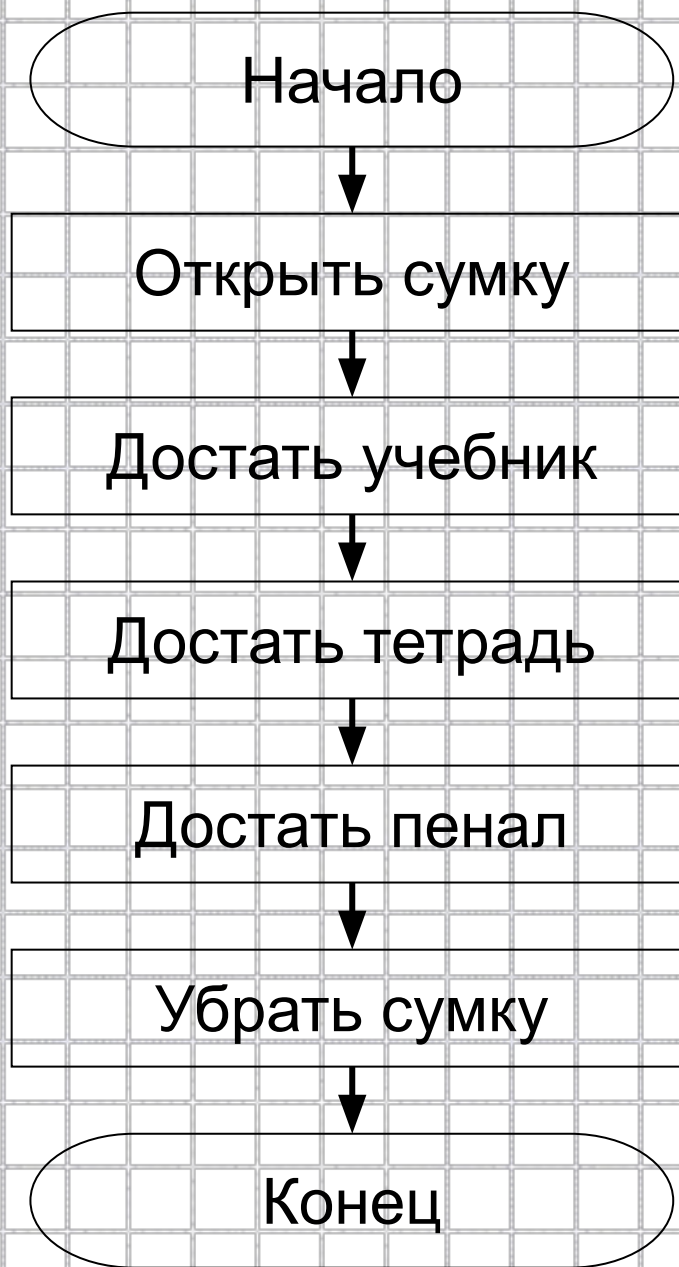 Начало
Открыть сумку
Достать учебник
Достать тетрадь
Достать пенал
Убрать сумку
Конец